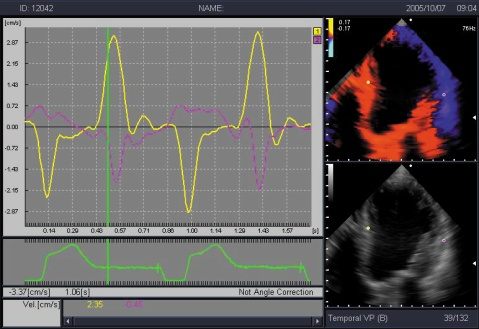 ID: 12042 NAME: 2005/10/07 09:04
[cm/s]
1
2
2.87
2.15
1.43
0.72
0.00
-0.72
-1.43
-2.15
-2.87
0.14 0.29 0.43 0.57 0.71 0.86 1.00 1.14 1.29 1.43 1.57 [s]
0.17
-0.17
76Hz
-3.37[cm/s] 1.06[s] Not Angle Correction
Vel.[cm/s] 2.35
Temporal VP (B) 39/132